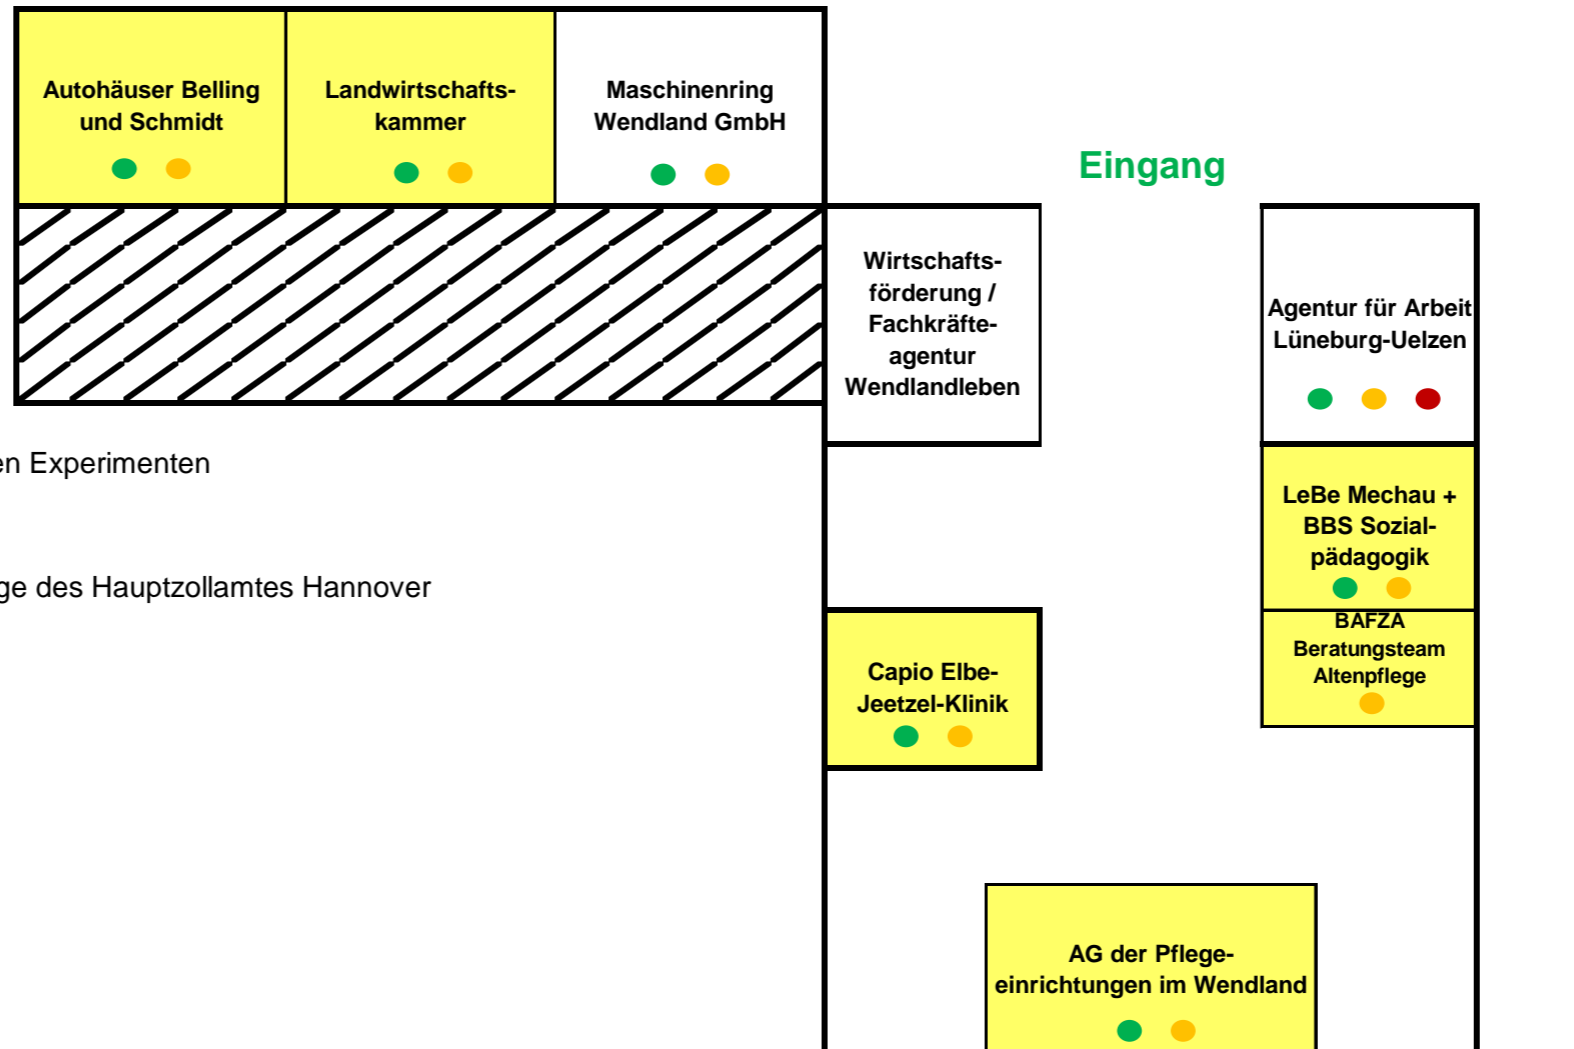 Autohäuser Belling
und Schmidt
Landwirtschafts-
kammer
Maschinenring
Wendland GmbH
Eingang
Wirtschafts-
förderung /
Fachkräfte-
agentur
Wendlandleben
Agentur für Arbeit
Lüneburg-Uelzen
en Experimenten
ge des Hauptzollamtes Hannover
LeBe Mechau +
BBS Sozial-
pädagogik
BAFZA
Beratungsteam
Altenpflege
Capio Elbe-
Jeetzel-Klinik
AG der Pflege-
einrichtungen im Wendland